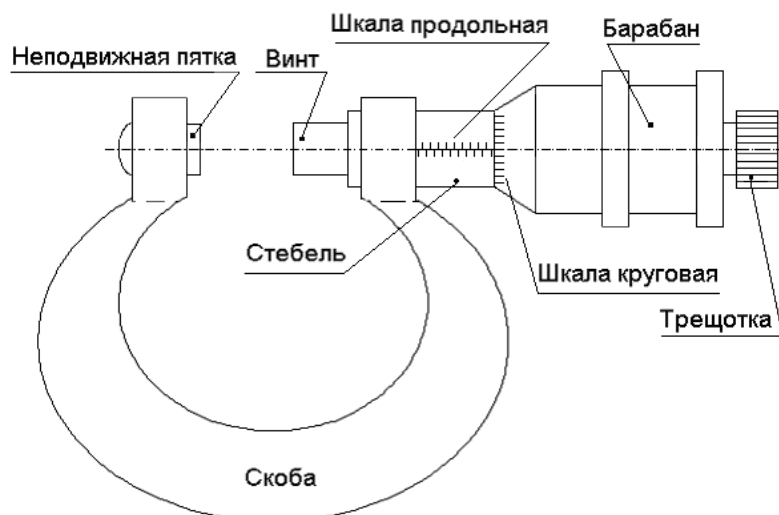 Шкала продольная
Барабан
Неподвижная пятка
Винт
Стебель
Шкала круговая
Трещотка
Скоба